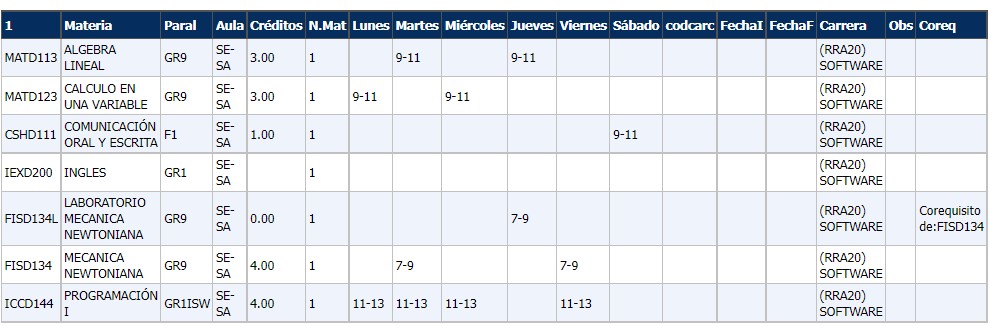 1 Materia Paral Aula Créditos N.Mat Lunes Martes Miércoles Jueves Viernes Sábado codcarc FechaI FechaF Carrera Obs Coreq
MATD113 ALGEBRA LINEAL GR9 SE-SA 3.00 1 9-11 9-11 (RRA20) SOFTWARE
MATD123 CALCULO EN UNA VARIABLE GR9 SE-SA 3.00 1 9-11 9-11 (RRA20) SOFTWARE
CSHD111 COMUNICACIÓN ORAL Y ESCRITA F1 SE-SA 1.00 1 9-11 (RRA20) SOFTWARE
IEXD200 INGLES GR1 SE-SA 1 (RRA20) SOFTWARE
FISD134L LABORATORIO MECANICA NEWTONIANA GR9 SE-SA 0.00 1 7-9 (RRA20) SOFTWARE Corequisito de:FISD134
FISD134 MECANICA NEWTONIANA GR9 SE-SA 4.00 1 7-9 7-9 (RRA20) SOFTWARE
ICCD144 PROGRAMACIÓN I GR1ISW SE-SA 4.00 1 11-13 11-13 11-13 11-13 (RRA20) SOFTWARE